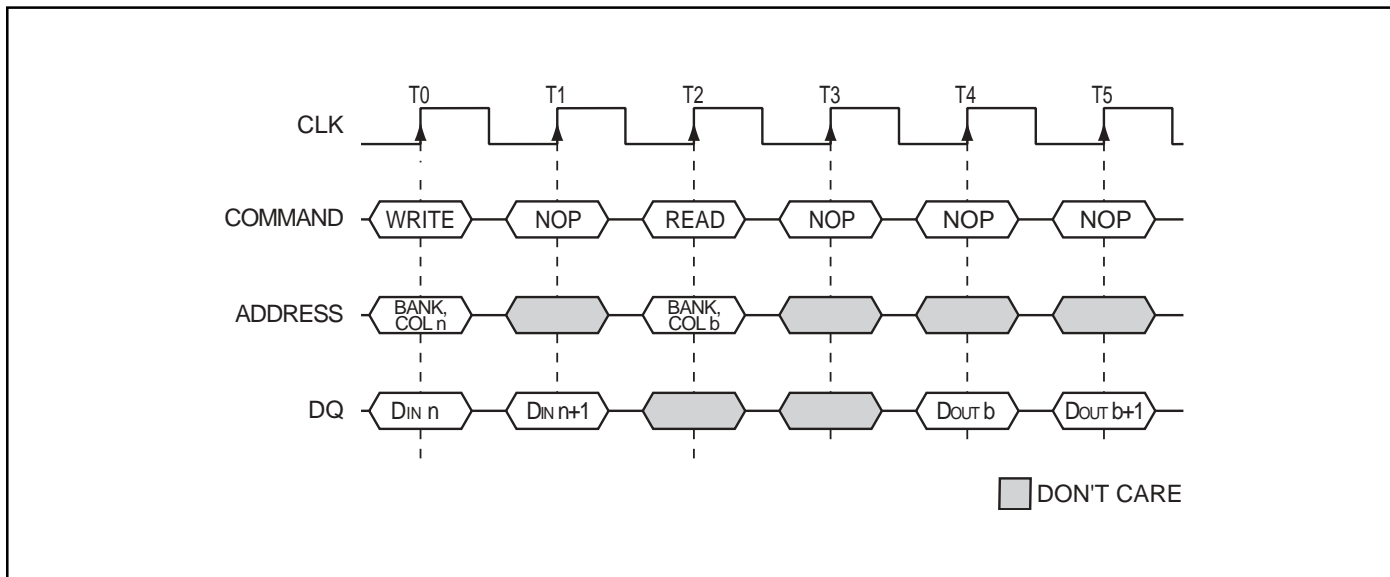 T0 T1 T2 T3 T4 T5
CLK
COMMAND WRITE NOP READ NOP NOP NOP
ADDRESS BANK, COL n BANK, COL b
DQ DIN n DIN n+1 DOUT b DOUT b+1
DON'T CARE